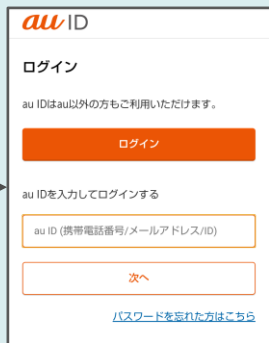 au ID
ログイン
au IDはau以外の方もご利用いただけます。
ログイン
au IDを入力してログインする
au ID (携帯電話番号/メールアドレス/ID)
次へ
パスワードを忘れた方はこちら